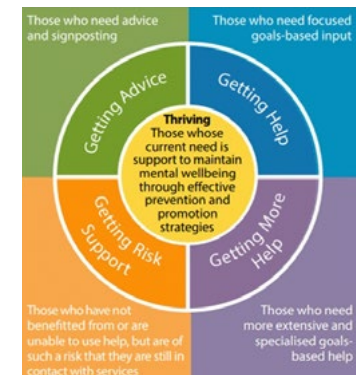 Those who need advice
and signposting
Those who need focused
goals-based input
Getting Advice
Getting Help
Thriving
Those whose
current need is
support to maintain
mental wellbeing
through effective
prevention and
promotion
strategies
Getting Risk
Support
Getting More
Help
Those who have not
benefitted from or are
unable to use help, but are of
such a risk that they are still in
contact with services
Those who need
more extensive and
specialised goals-
based help